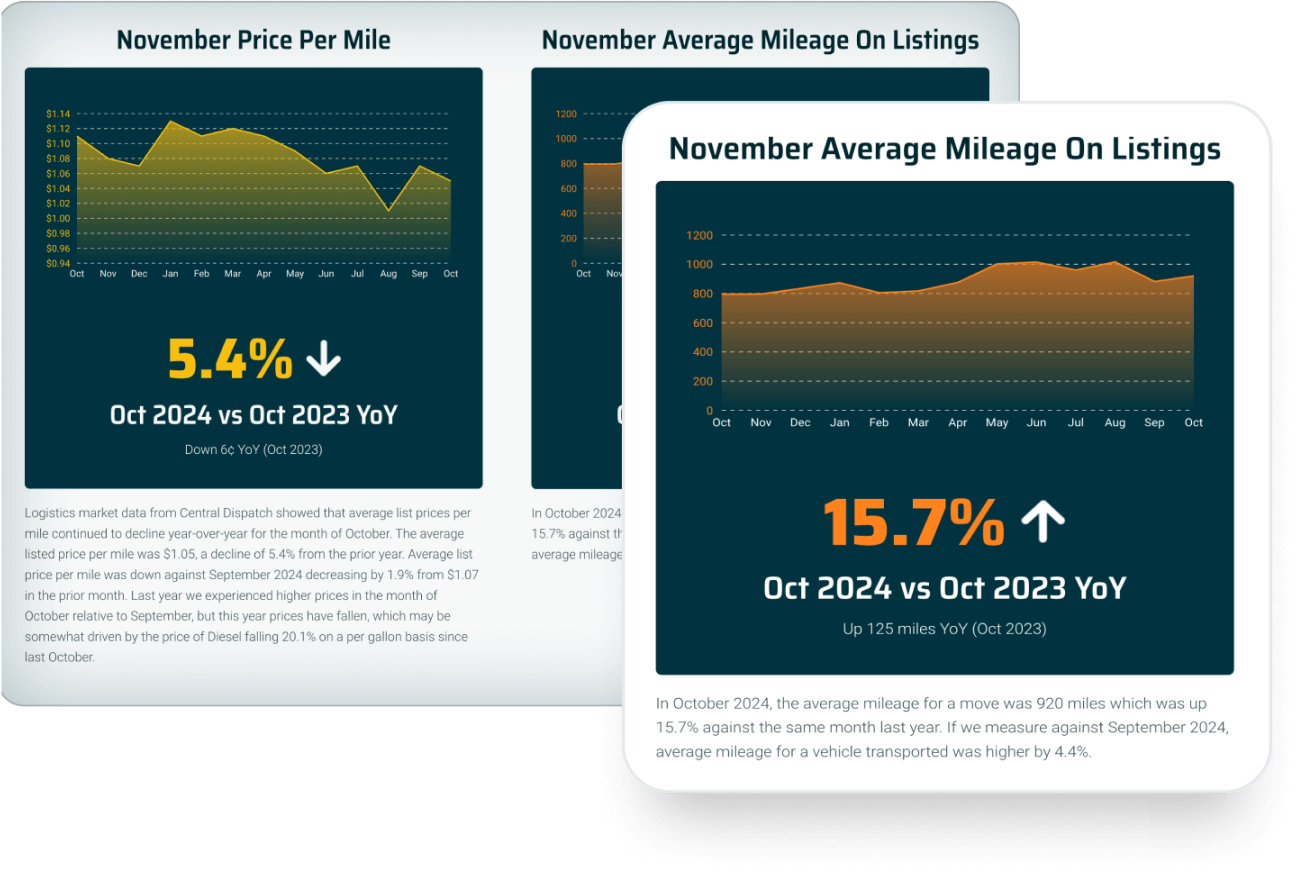 November Price Per Mile
$1.14
$1.12
$1.10
$1.08
$1.06
$1.04
$1.02
$1.00
$0.98
$0.96
$0.94
Oct Nov Dec Jan Feb Mar Apr May Jun Jul Aug Sep Oct
5.4%
Oct 2024 vs Oct 2023 YoY
Down 6¢ YoY (Oct 2023)
Logistics market data from Central Dispatch showed that average list prices per
mile continued to decline year-over-year for the month of October. The average
listed price per mile was $1.05, a decline of 5.4% from the prior year. Average list
price per mile was down against September 2024 decreasing by 1.9% from $1.07
in the prior month. Last year we experienced higher prices in the month of
October relative to September, but this year prices have fallen, which may be
somewhat driven by the price of Diesel falling 20.1% on a per gallon basis since
last October.
November Average Mileage On Listings
1200
1000
800
600
400
200
0
Oct
In October 2024
15.7% against
average mileage
November Average Mileage On Listings
1200
1000
800
600
400
200
0
Oct Nov Dec Jan Feb Mar Apr May Jun Jul Aug Sep Oct
15.7%
Oct 2024 vs Oct 2023 YoY
Up 125 miles YoY (Oct 2023)
In October 2024, the average mileage for a move was 920 miles which was up
15.7% against the same month last year. If we measure against September 2024,
average mileage for a vehicle transported was higher by 4.4%.